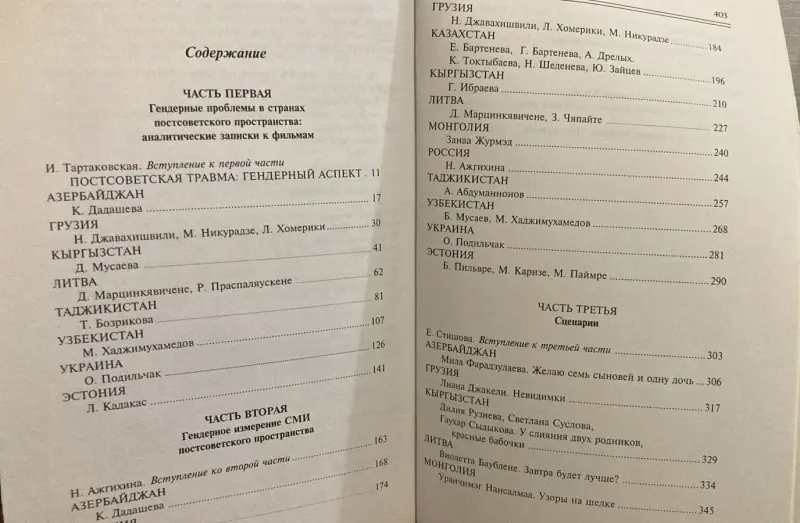 Содержание
ЧАСТЬ ПЕРВАЯ
Гендерные проблемы в странах
постсоветского пространства:
аналитические записки к фильмам
И. Тартаковская. Вступление к первой части
ПОСТСОВЕТСКАЯ ТРАВМА: ГЕНДЕРНЫЙ АСПЕКТ . 11
АЗЕРБАЙДЖАН
К. Дадашева 17
ГРУЗИЯ
Н. Джавахишвили, М. Никурадзе, Л. Хомерики 30
КЫРГЫЗСТАН
Д. Мусаева 41
ЛИТВА
Д. Марцинкявичене, Р. Праспаляускене 62
ТАДЖИКИСТАН
Т. Бозрикова 81
УЗБЕКИСТАН
М. Хаджимухамедов 107
УКРАИНА
О. Подильчак 126
ЭСТОНИЯ
Л. Кадакас 141
ЧАСТЬ ВТОРАЯ
Гендерное измерение СМИ
постсоветского пространства
Н. Ажгихина. Вступление ко второй части 163
АЗЕРБАЙДЖАН 168
К. Дадашева 174
403
ГРУЗИЯ
Н. Джавахишвили, Л. Хомерики, М. Никурадзе 184
КАЗАХСТАН
Е. Бартенева, Г. Бартенева, А. Дрелых.
К. Токтыбаева, Н. Шеденева, Ю. Зайцев 196
КЫРГЫЗСТАН
Г. Ибраева 210
ЛИТВА
Д. Марцинкявичене, З. Чяпайте 227
МОНГОЛИЯ
Занаа Журмэд 240
РОССИЯ
Н. Ажгихина 244
ТАДЖИКИСТАН
А. Абдуманнонов 257
УЗБЕКИСТАН
Б. Мусаев, М. Хаджимухамедов 268
УКРАИНА
О. Подильчак 281
ЭСТОНИЯ
Б. Пильвре, М. Каризе, М. Паймре 290
ЧАСТЬ ТРЕТЬЯ
Сценарии
Е. Стишова. Вступление к третьей части 303
АЗЕРБАЙДЖАН
Мила Фарадзулаева. Желаю семь сыновей и одну дочь 306
ГРУЗИЯ
Лиана Джакели. Невидимки 317
КЫРГЫЗСТАН
Дилия Рузиева, Светлана Суслова,
Гаухар Сыдыкова. У слияния двух родников,
красные бабочки 329
ЛИТВА
Виолетта Баублене. Завтра будет лучше? 334
МОНГОЛИЯ
Уранчимэг Нансалмаа. Узоры на шелке 345